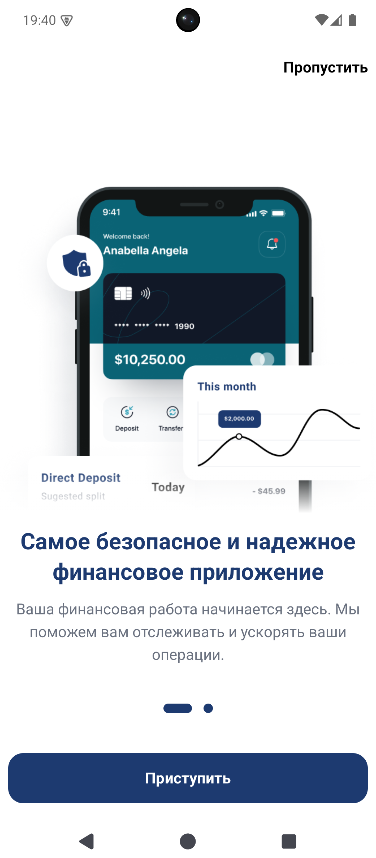 19:40
Пропустить
9:41
Welcome back!
Anabella Angela
**** **** **** 1990
$10,250.00
This month
$2,000.00
Deposit
Transfer
Direct Deposit
Sugested split
Today
- $45.99
Самое безопасное и надежное
финансовое приложение
Ваша финансовая работа начинается здесь. Мы
поможем вам отслеживать и ускорять ваши
операции.
Приступить